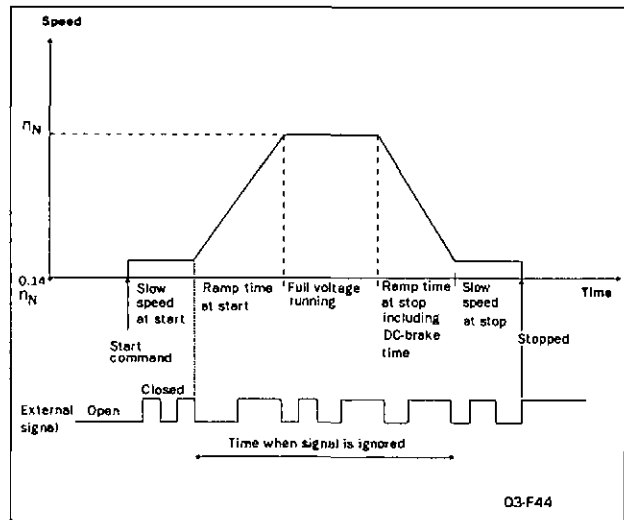 Speed
nN
0.14
nN
Slow
speed
at start
Ramp time
at start
Full voltage
running
Ramp time
at stop
including
DC-brake
time
Slow
speed
at stop
Time
Start
command
Stopped
Closed
External
signal
Open
Time when signal is ignored
03-F44